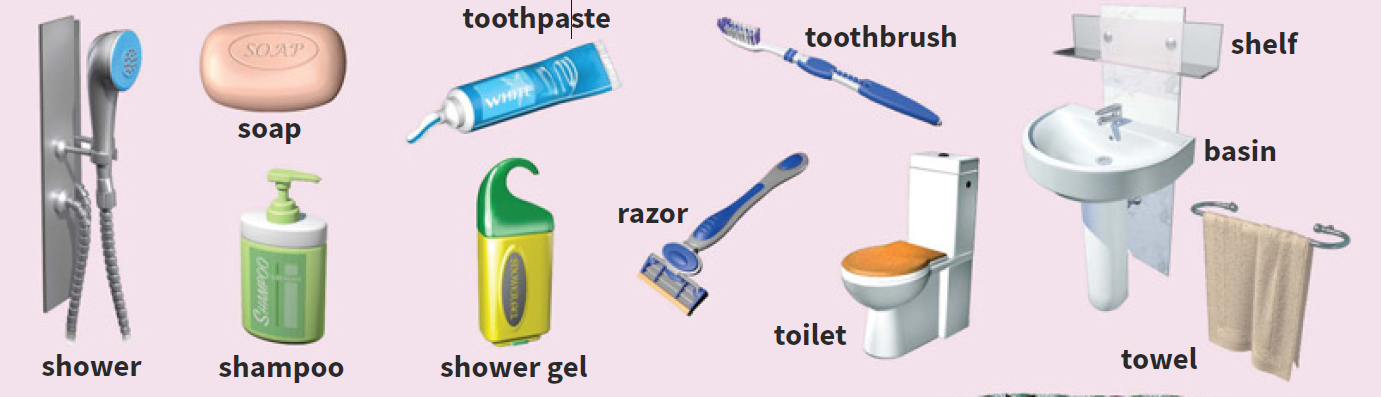 toothpaste
toothbrush
shelf
SOAP
WHITE
soap
basin
razor
SHAMPOO
SHOWER GEL
toilet
towel
shower
shampoo
shower gel